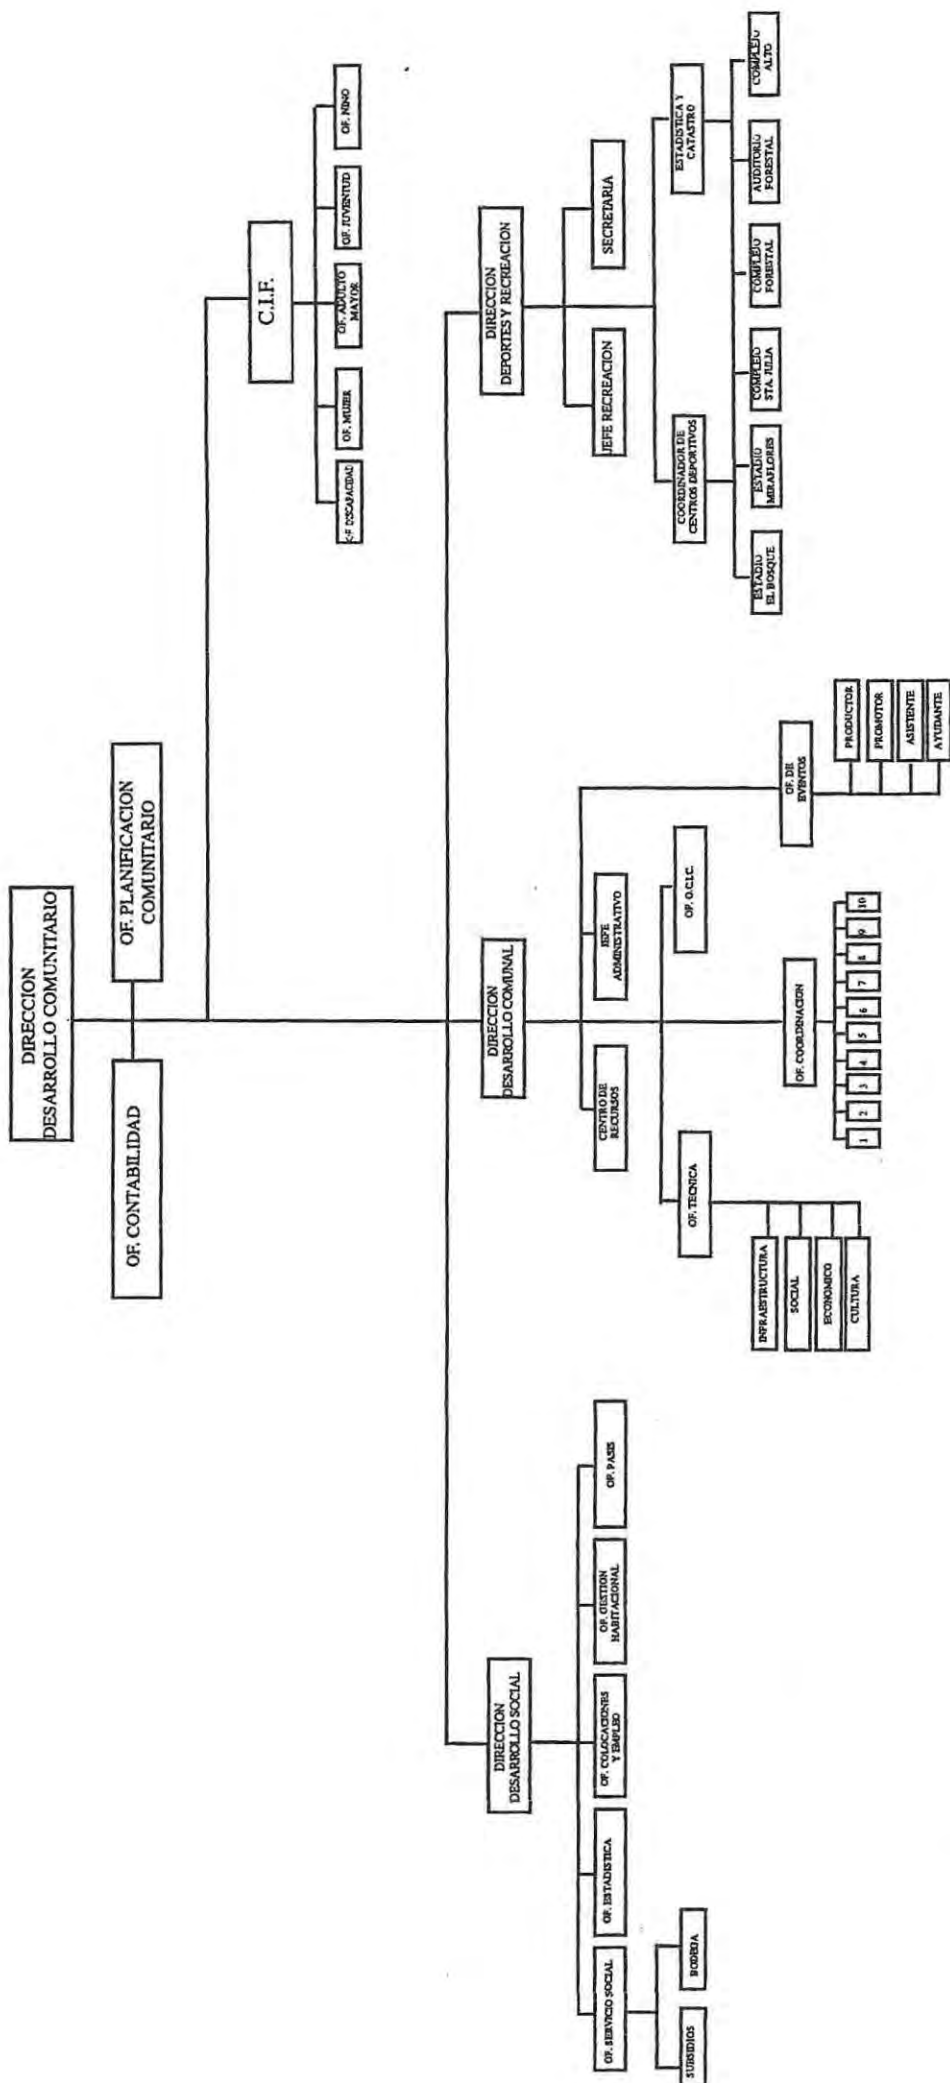 DIRECCION
DESARROLLO COMUNITARIO
OF. CONTABILIDAD
OF. PLANIFICACION
COMUNITARIO
C.I.F.
OF DISCAPACIDAD
OF. MUJER
OF. ADULTO
MAYOR
OF. JUVENTUD
OF. NINO
DIRECCION
DESARROLLO SOCIAL
OF. SERVICIO SOCIAL
OF. ESTADISTICA
OF. COLOCACIONES
Y EMPLEO
OF. GESTION
HABITACIONAL
OF. PASIS
SUBSIDIOS
BODEGA
DIRECCION
DESARROLLO COMUNAL
CENTRO DE
RECURSOS
JEFE
ADMINISTRATIVO
OF. TECNICA
OF. O.C.I.C.
INFRAESTRUCTURA
SOCIAL
ECONOMICO
CULTURA
OF. COORDINACION
1
2
3
4
5
6
7
8
9
10
OF. DE
EVENTOS
PRODUCTOR
PROMOTOR
ASISTENTE
AYUDANTE
DIRECCION
DEPORTES Y RECREACION
JEFE RECREACION
SECRETARIA
COORDINADOR DE
CENTROS DEPORTIVOS
ESTADISTICA Y
CATASTRO
ESTADIO
EL BOSQUE
ESTADIO
MIRAFLORES
COMPLEJO
STA. JULIA
COMPLEJO
FORESTAL
AUDITORIO
FORESTAL
COMPLEJO
ALTO